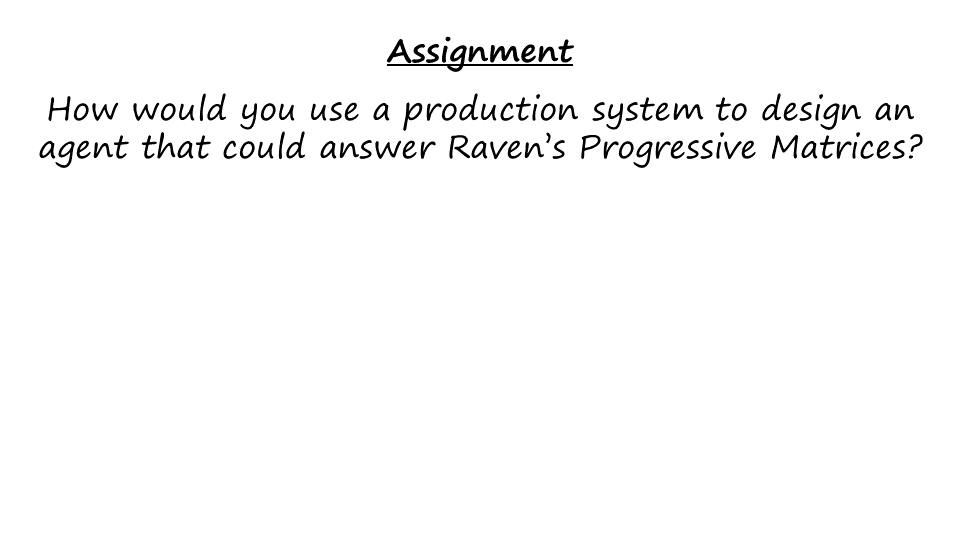 Assignment
How would you use a production system to design an
agent that could answer Raven’s Progressive Matrices?